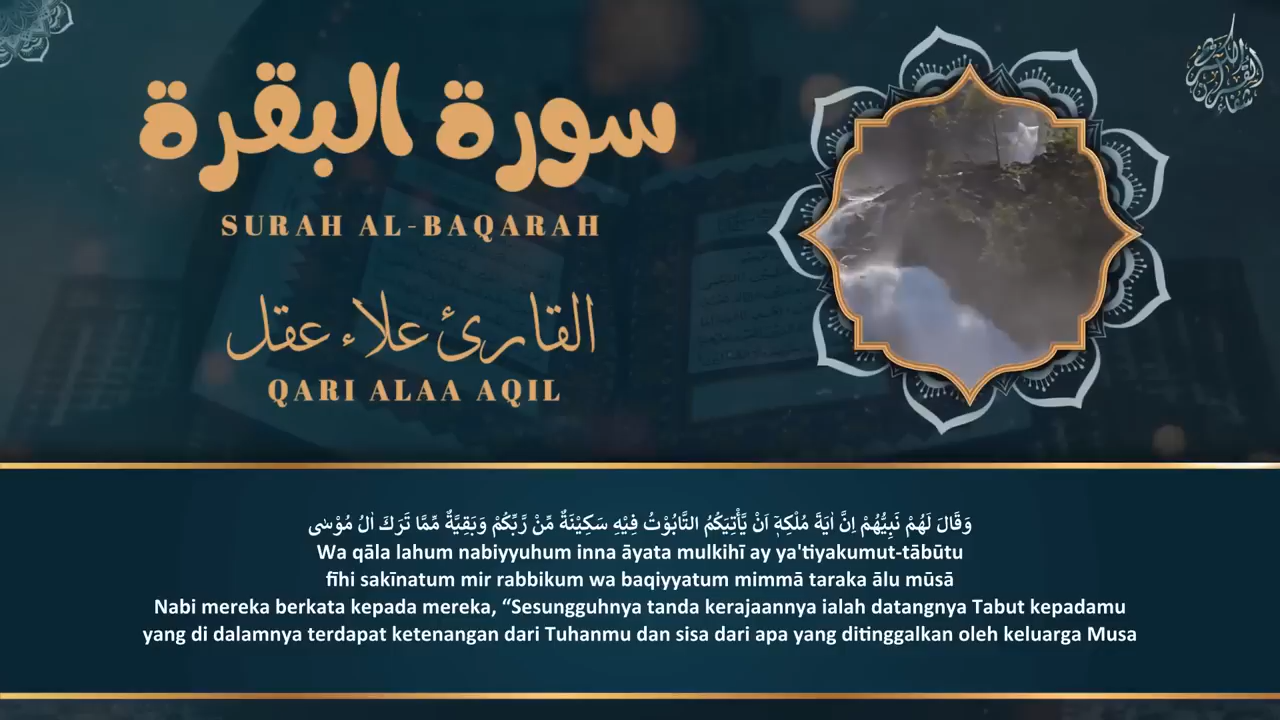 سورة البقرة
SURAH AL-BAQARAH
القارئ علاء عقل
QARI ALAA AQIL
وَقَالَ لَهُمْ نَبِيُّهُمْ اِنَّ اٰيَةَ مُلْكِهٖٓ اَنْ يَّأْتِيَكُمُ التَّابُوْتُ فِيْهِ سَكِيْنَةٌ مِّنْ رَّبِّكُمْ وَبَقِيَّةٌ مِّمَّا تَرَكَ اٰلُ مُوْسٰى
Wa qāla lahum nabiyyuhum inna āyata mulkihī ay ya'tiyakumut-tābūtu
fīhi sakīnatum mir rabbikum wa baqiyyatum mimmā taraka ālu mūsā
Nabi mereka berkata kepada mereka, “Sesungguhnya tanda kerajaannya ialah datangnya Tabut kepadamu
yang di dalamnya terdapat ketenangan dari Tuhanmu dan sisa dari apa yang ditinggalkan oleh keluarga Musa